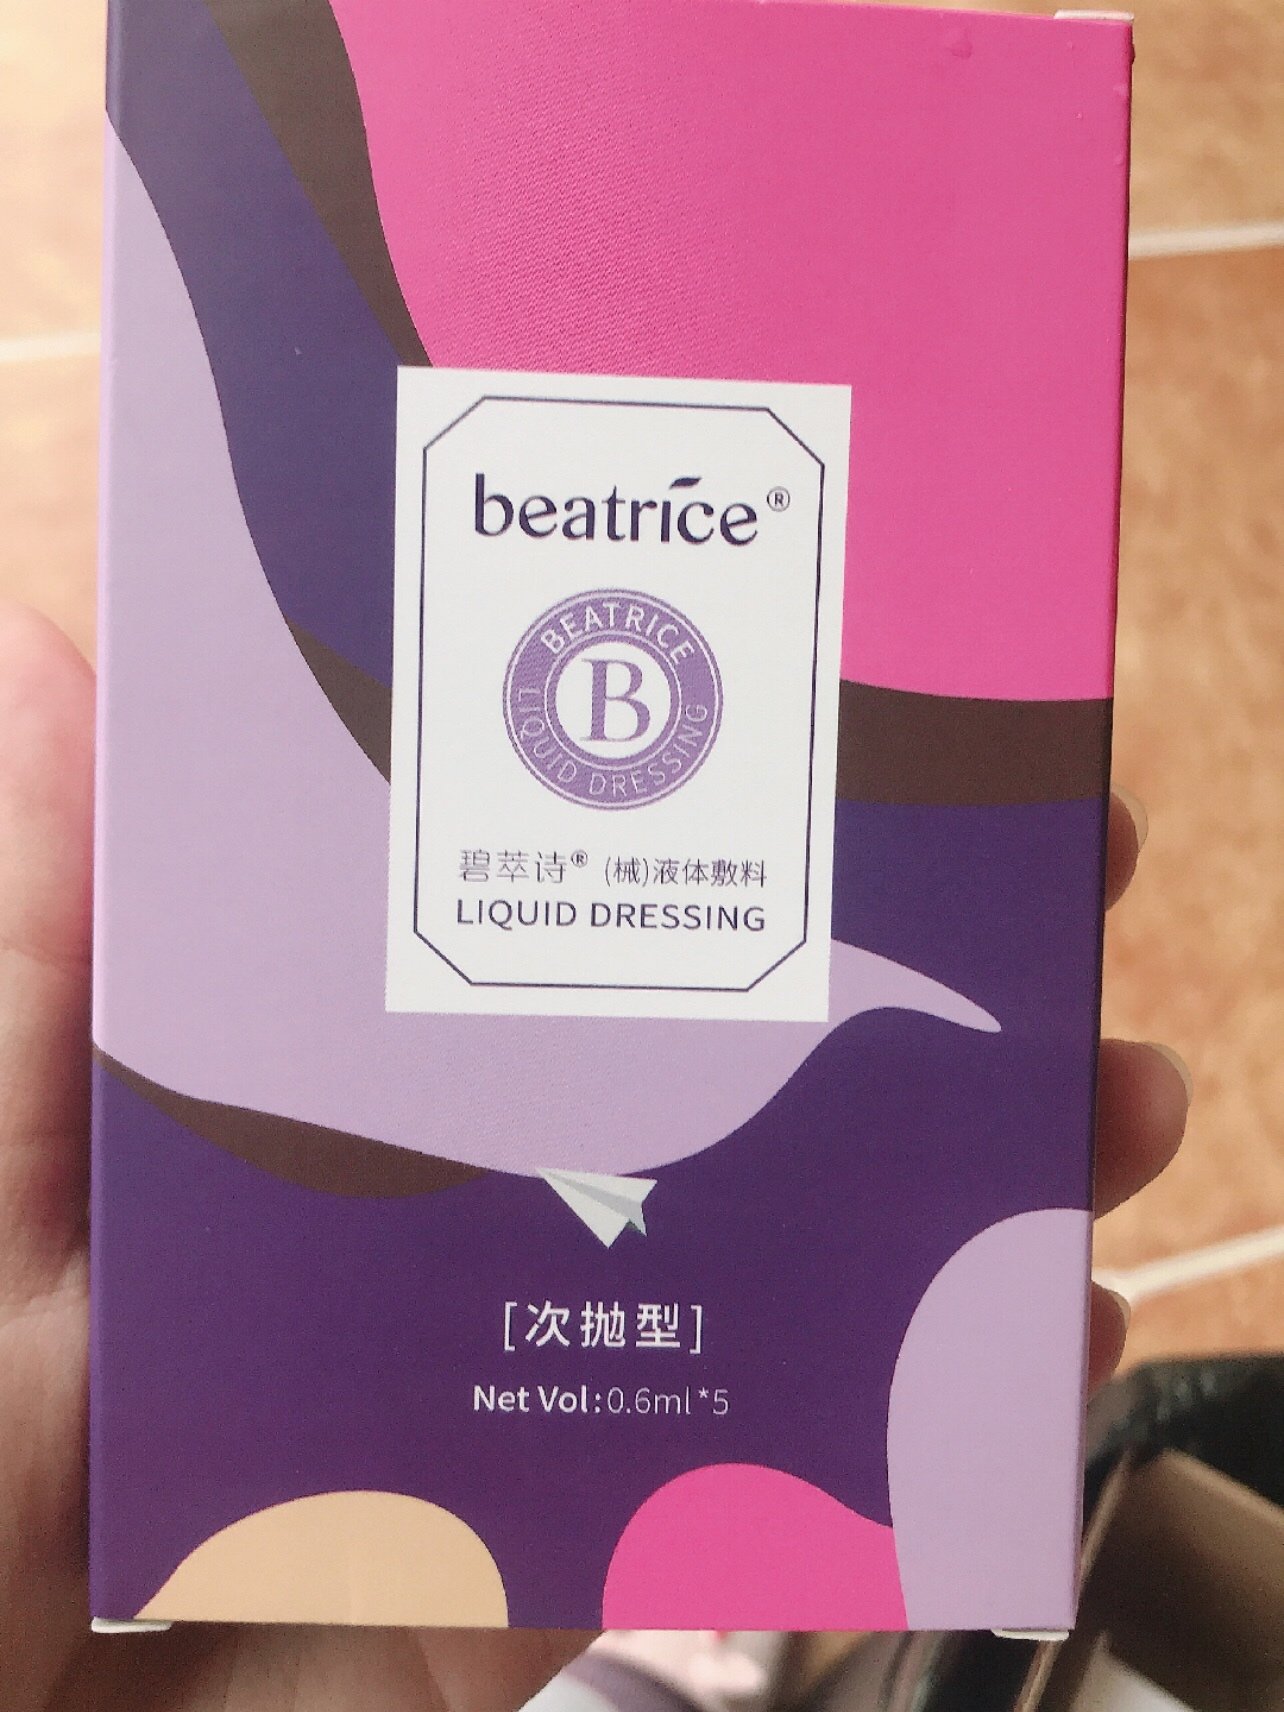 beatrice®
BEATRICE
B
LIQUID DRESSING
碧萃诗® (械)液体敷料
LIQUID DRESSING
[次抛型]
Net Vol:0.6ml*5